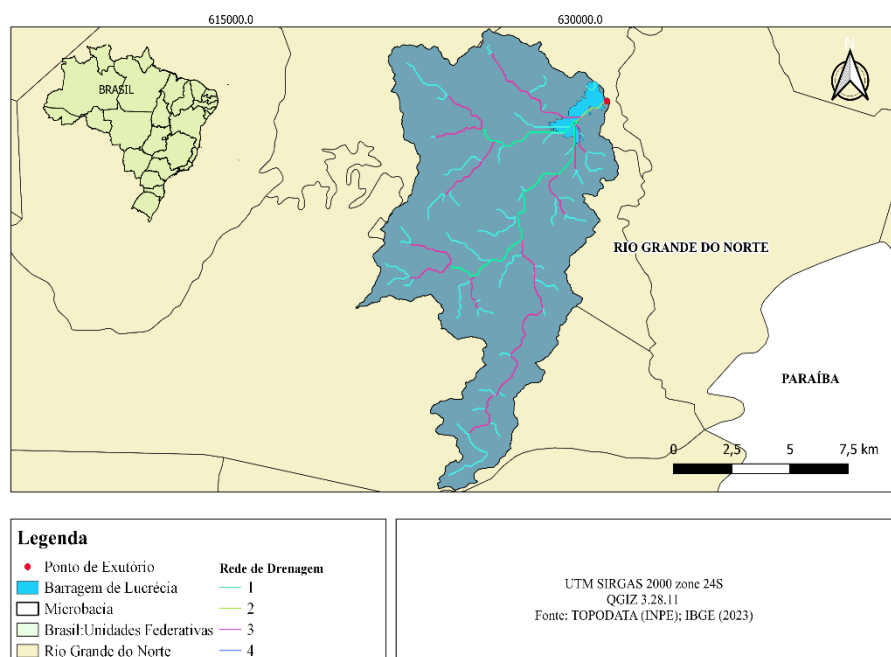 615000.0
630000.0
N
BRASIL
RIO GRANDE DO NORTE
PARAÍBA
0 2,5 5 7,5 km
Legenda
Ponto de Exutório
Barragem de Lucrécia
Microbacia
Brasil:Unidades Federativas
Rio Grande do Norte
Rede de Drenagem
1
2
3
4
UTM SIRGAS 2000 zone 24S
QGIZ 3.28.11
Fonte: TOPODATA (INPE); IBGE (2023)